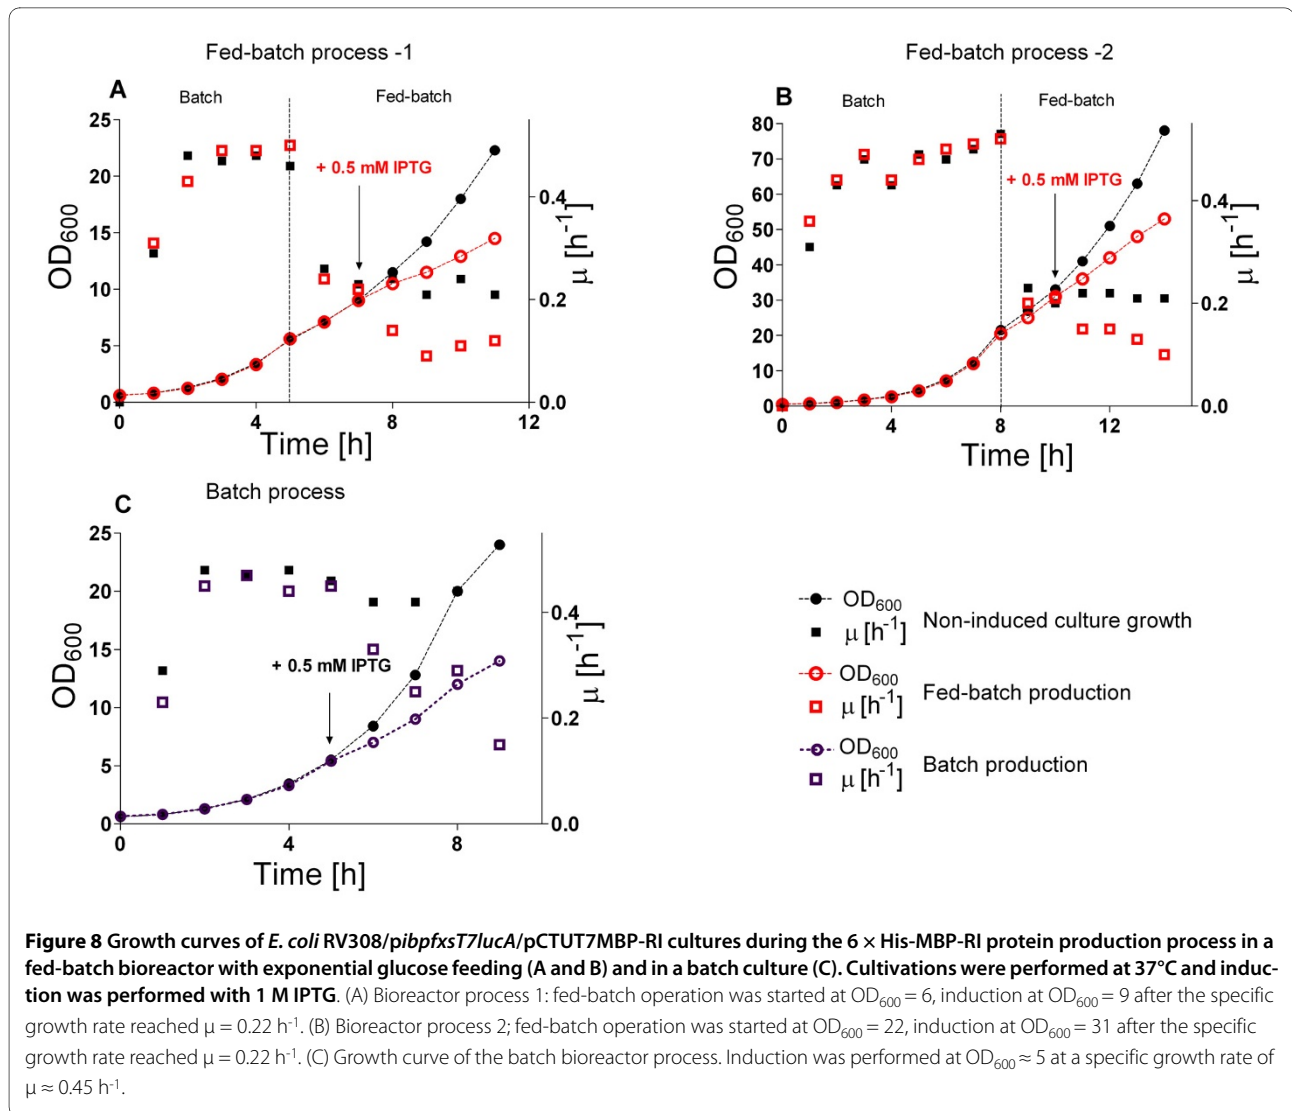 Fed-batch process -1
A
Batch
Fed-batch
25
20
15
10
5
0
OD600
+ 0.5 mM IPTG
0.4
0.2
0.0
μ [h-1]
0
4
8
12
Time [h]
Fed-batch process -2
B
Batch
Fed-batch
80
70
60
50
40
30
20
10
0
OD600
+ 0.5 mM IPTG
0.4
0.2
0.0
μ [h-1]
0
4
8
12
Time [h]
C
Batch process
25
20
15
10
5
0
OD600
+ 0.5 mM IPTG
0.4
0.2
0.0
μ [h-1]
0
4
8
Time [h]
OD600
μ [h-1]
Non-induced culture growth
OD600
μ [h-1]
Fed-batch production
OD600
μ [h-1]
Batch production
Figure 8 Growth curves of E. coli RV308/pibpfxsT7lucA/pCTUT7MBP-RI cultures during the 6 × His-MBP-RI protein production process in a
fed-batch bioreactor with exponential glucose feeding (A and B) and in a batch culture (C). Cultivations were performed at 37°C and induc-
tion was performed with 1 M IPTG. (A) Bioreactor process 1: fed-batch operation was started at OD600 = 6, induction at OD600 = 9 after the specific
growth rate reached μ = 0.22 h-1. (B) Bioreactor process 2; fed-batch operation was started at OD600 = 22, induction at OD600 = 31 after the specific
growth rate reached μ = 0.22 h-1. (C) Growth curve of the batch bioreactor process. Induction was performed at OD600 ≈ 5 at a specific growth rate of
μ ≈ 0.45 h-1.